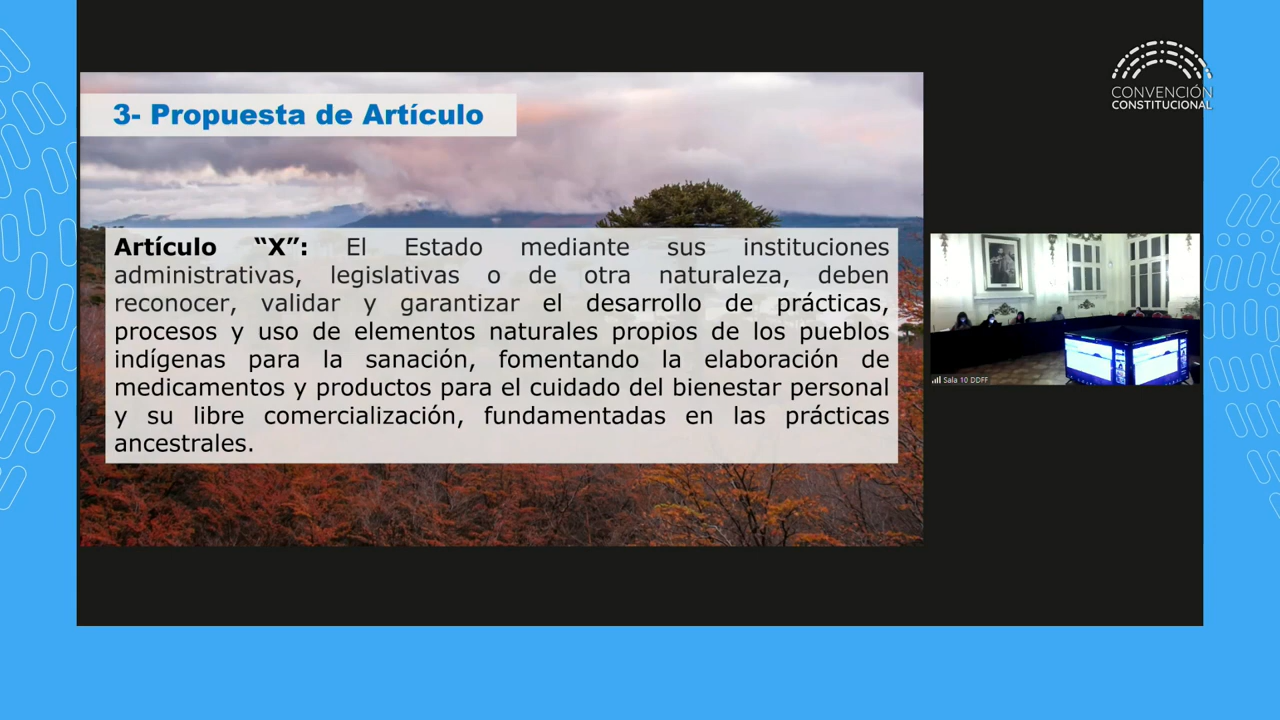 3- Propuesta de Artículo
Artículo “X”: El Estado mediante sus instituciones
administrativas, legislativas o de otra naturaleza, deben
reconocer, validar y garantizar el desarrollo de prácticas,
procesos y uso de elementos naturales propios de los pueblos
indígenas para la sanación, fomentando la elaboración de
medicamentos y productos para el cuidado del bienestar personal
y su libre comercialización, fundamentadas en las prácticas
ancestrales.
CONVENCIÓN
CONSTITUCIONAL
Sala 10 DDFF